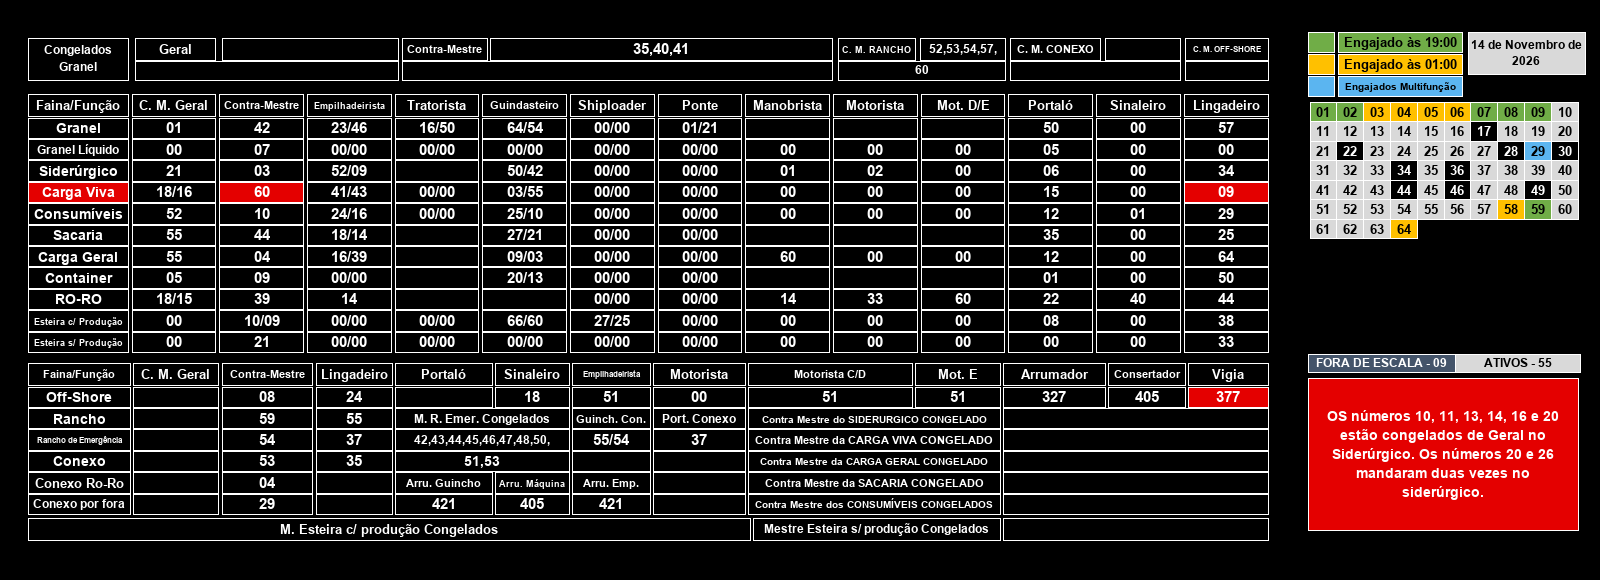 Congelados Granel
Geral
Contra-Mestre 35,40,41
C. M. RANCHO 52,53,54,57,
60
C. M. CONEXO
C. M. OFF-SHORE
Faina/Função C. M. Geral Contra-Mestre Empilhadeirista Tratorista Guindasteiro Shiploader Ponte Manobrista Motorista Mot. D/E Portaló Sinaleiro Lingadeiro
Granel 01 42 23/46 16/50 64/54 00/00 01/21 50 00 57
Granel Líquido 00 07 00/00 00/00 00/00 00/00 00/00 00 00 00 05 00 00
Siderúrgico 21 03 52/09 50/42 00/00 00/00 01 02 00 06 00 34
Carga Viva 18/16 60 41/43 00/00 03/55 00/00 00/00 00 00 00 15 00 09
Consumíveis 52 10 24/16 00/00 25/10 00/00 00/00 00 00 00 12 01 29
Sacaria 55 44 18/14 27/21 00/00 00/00 35 00 25
Carga Geral 55 04 16/39 09/03 00/00 00/00 60 00 00 12 00 64
Container 05 09 00/00 20/13 00/00 00/00 01 00 50
RO-RO 18/15 39 14 00/00 00/00 14 33 60 22 40 44
Esteira c/ Produção 00 10/09 00/00 00/00 66/60 27/25 00/00 00 00 00 08 00 38
Esteira s/ Produção 00 21 00/00 00/00 00/00 00/00 00/00 00 00 00 00 00 33
Faina/Função C. M. Geral Contra-Mestre Lingadeiro Portaló Sinaleiro Empilhadeirista Motorista Motorista C/D Mot. E Arrumador Consertador Vigia
Off-Shore 08 24 18 51 00 51 51 327 405 377
Rancho 59 55 M. R. Emer. Congelados Guinch. Con. Port. Conexo Contra Mestre do SIDERURGICO CONGELADO
Rancho de Emergência 54 37 42,43,44,45,46,47,48,50, 55/54 37 Contra Mestre da CARGA VIVA CONGELADO
Conexo 53 35 51,53 Contra Mestre da CARGA GERAL CONGELADO
Conexo Ro-Ro 04 Arru. Guincho Arru. Máquina Arru. Emp. Contra Mestre da SACARIA CONGELADO
Conexo por fora 29 421 405 421 Contra Mestre dos CONSUMÍVEIS CONGELADOS
M. Esteira c/ produção Congelados Mestre Esteira s/ produção Congelados
Engajado às 19:00
Engajado às 01:00
Engajados Multifunção
14 de Novembro de
2026
01 02 03 04 05 06 07 08 09 10
11 12 13 14 15 16 17 18 19 20
21 22 23 24 25 26 27 28 29 30
31 32 33 34 35 36 37 38 39 40
41 42 43 44 45 46 47 48 49 50
51 52 53 54 55 56 57 58 59 60
61 62 63 64
FORA DE ESCALA - 09 ATIVOS - 55
OS números 10, 11, 13, 14, 16 e 20
estão congelados de Geral no
Siderúrgico. Os números 20 e 26
mandaram duas vezes no
siderúrgico.